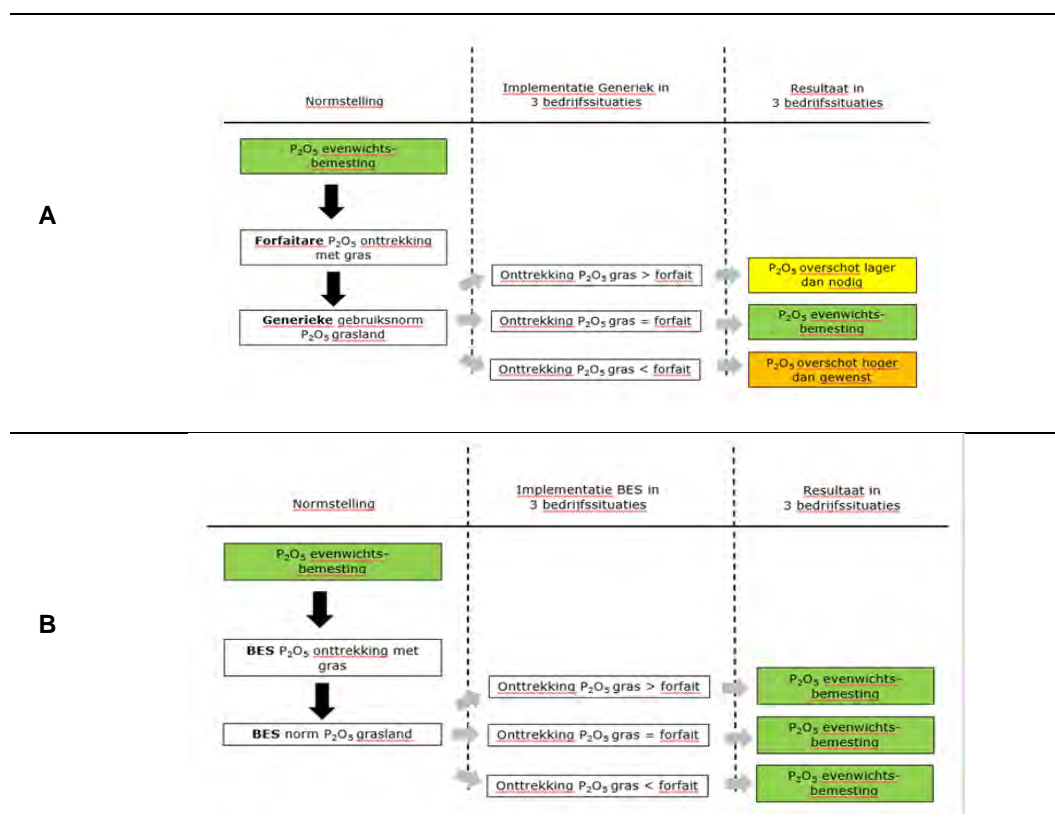 A
Normstelling
Implementatie Generiek in
3 bedrijfssituaties
Resultaat in
3 bedrijfssituaties
P₂O₅ evenwichts-
bemesting
Forfaitare P₂O₅ onttrekking
met gras
Generieke gebruiksnorm
P₂O₅ grasland
Onttrekking P₂O₅ gras > forfait
Onttrekking P₂O₅ gras = forfait
Onttrekking P₂O₅ gras < forfait
P₂O₅ overschot lager
dan nodig
P₂O₅ evenwichts-
bemesting
P₂O₅ overschot hoger
dan gewenst
B
Normstelling
Implementatie BES in
3 bedrijfssituaties
Resultaat in
3 bedrijfssituaties
P₂O₅ evenwichts-
bemesting
BES P₂O₅ onttrekking met
gras
BES norm P₂O₅ grasland
Onttrekking P₂O₅ gras > forfait
Onttrekking P₂O₅ gras = forfait
Onttrekking P₂O₅ gras < forfait
P₂O₅ evenwichts-
bemesting
P₂O₅ evenwichts-
bemesting
P₂O₅ evenwichts-
bemesting